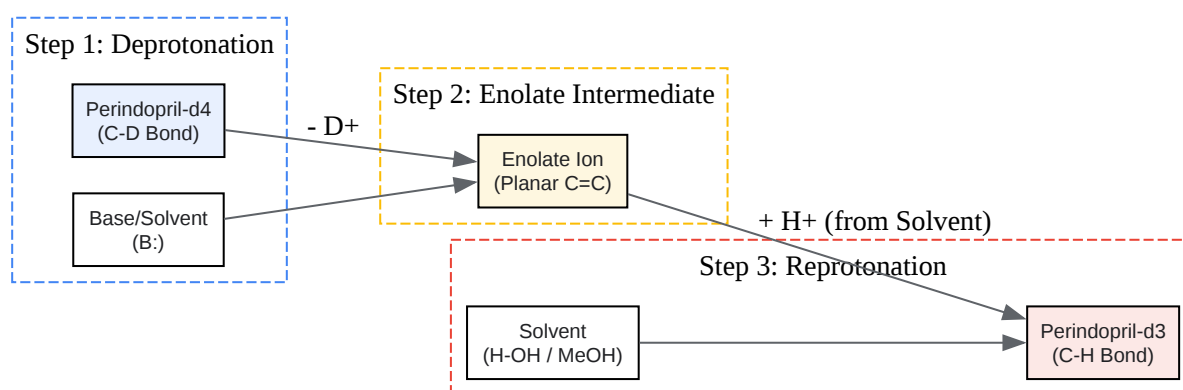 Step 1: Deprotonation
Perindopril-d4
(C-D Bond)
Base/Solvent
(B:)
- D+
Step 2: Enolate Intermediate
Enolate Ion
(Planar C=C)
+ H+ (from Solvent)
Step 3: Reprotonation
Solvent
(H-OH / MeOH)
Perindopril-d3
(C-H Bond)